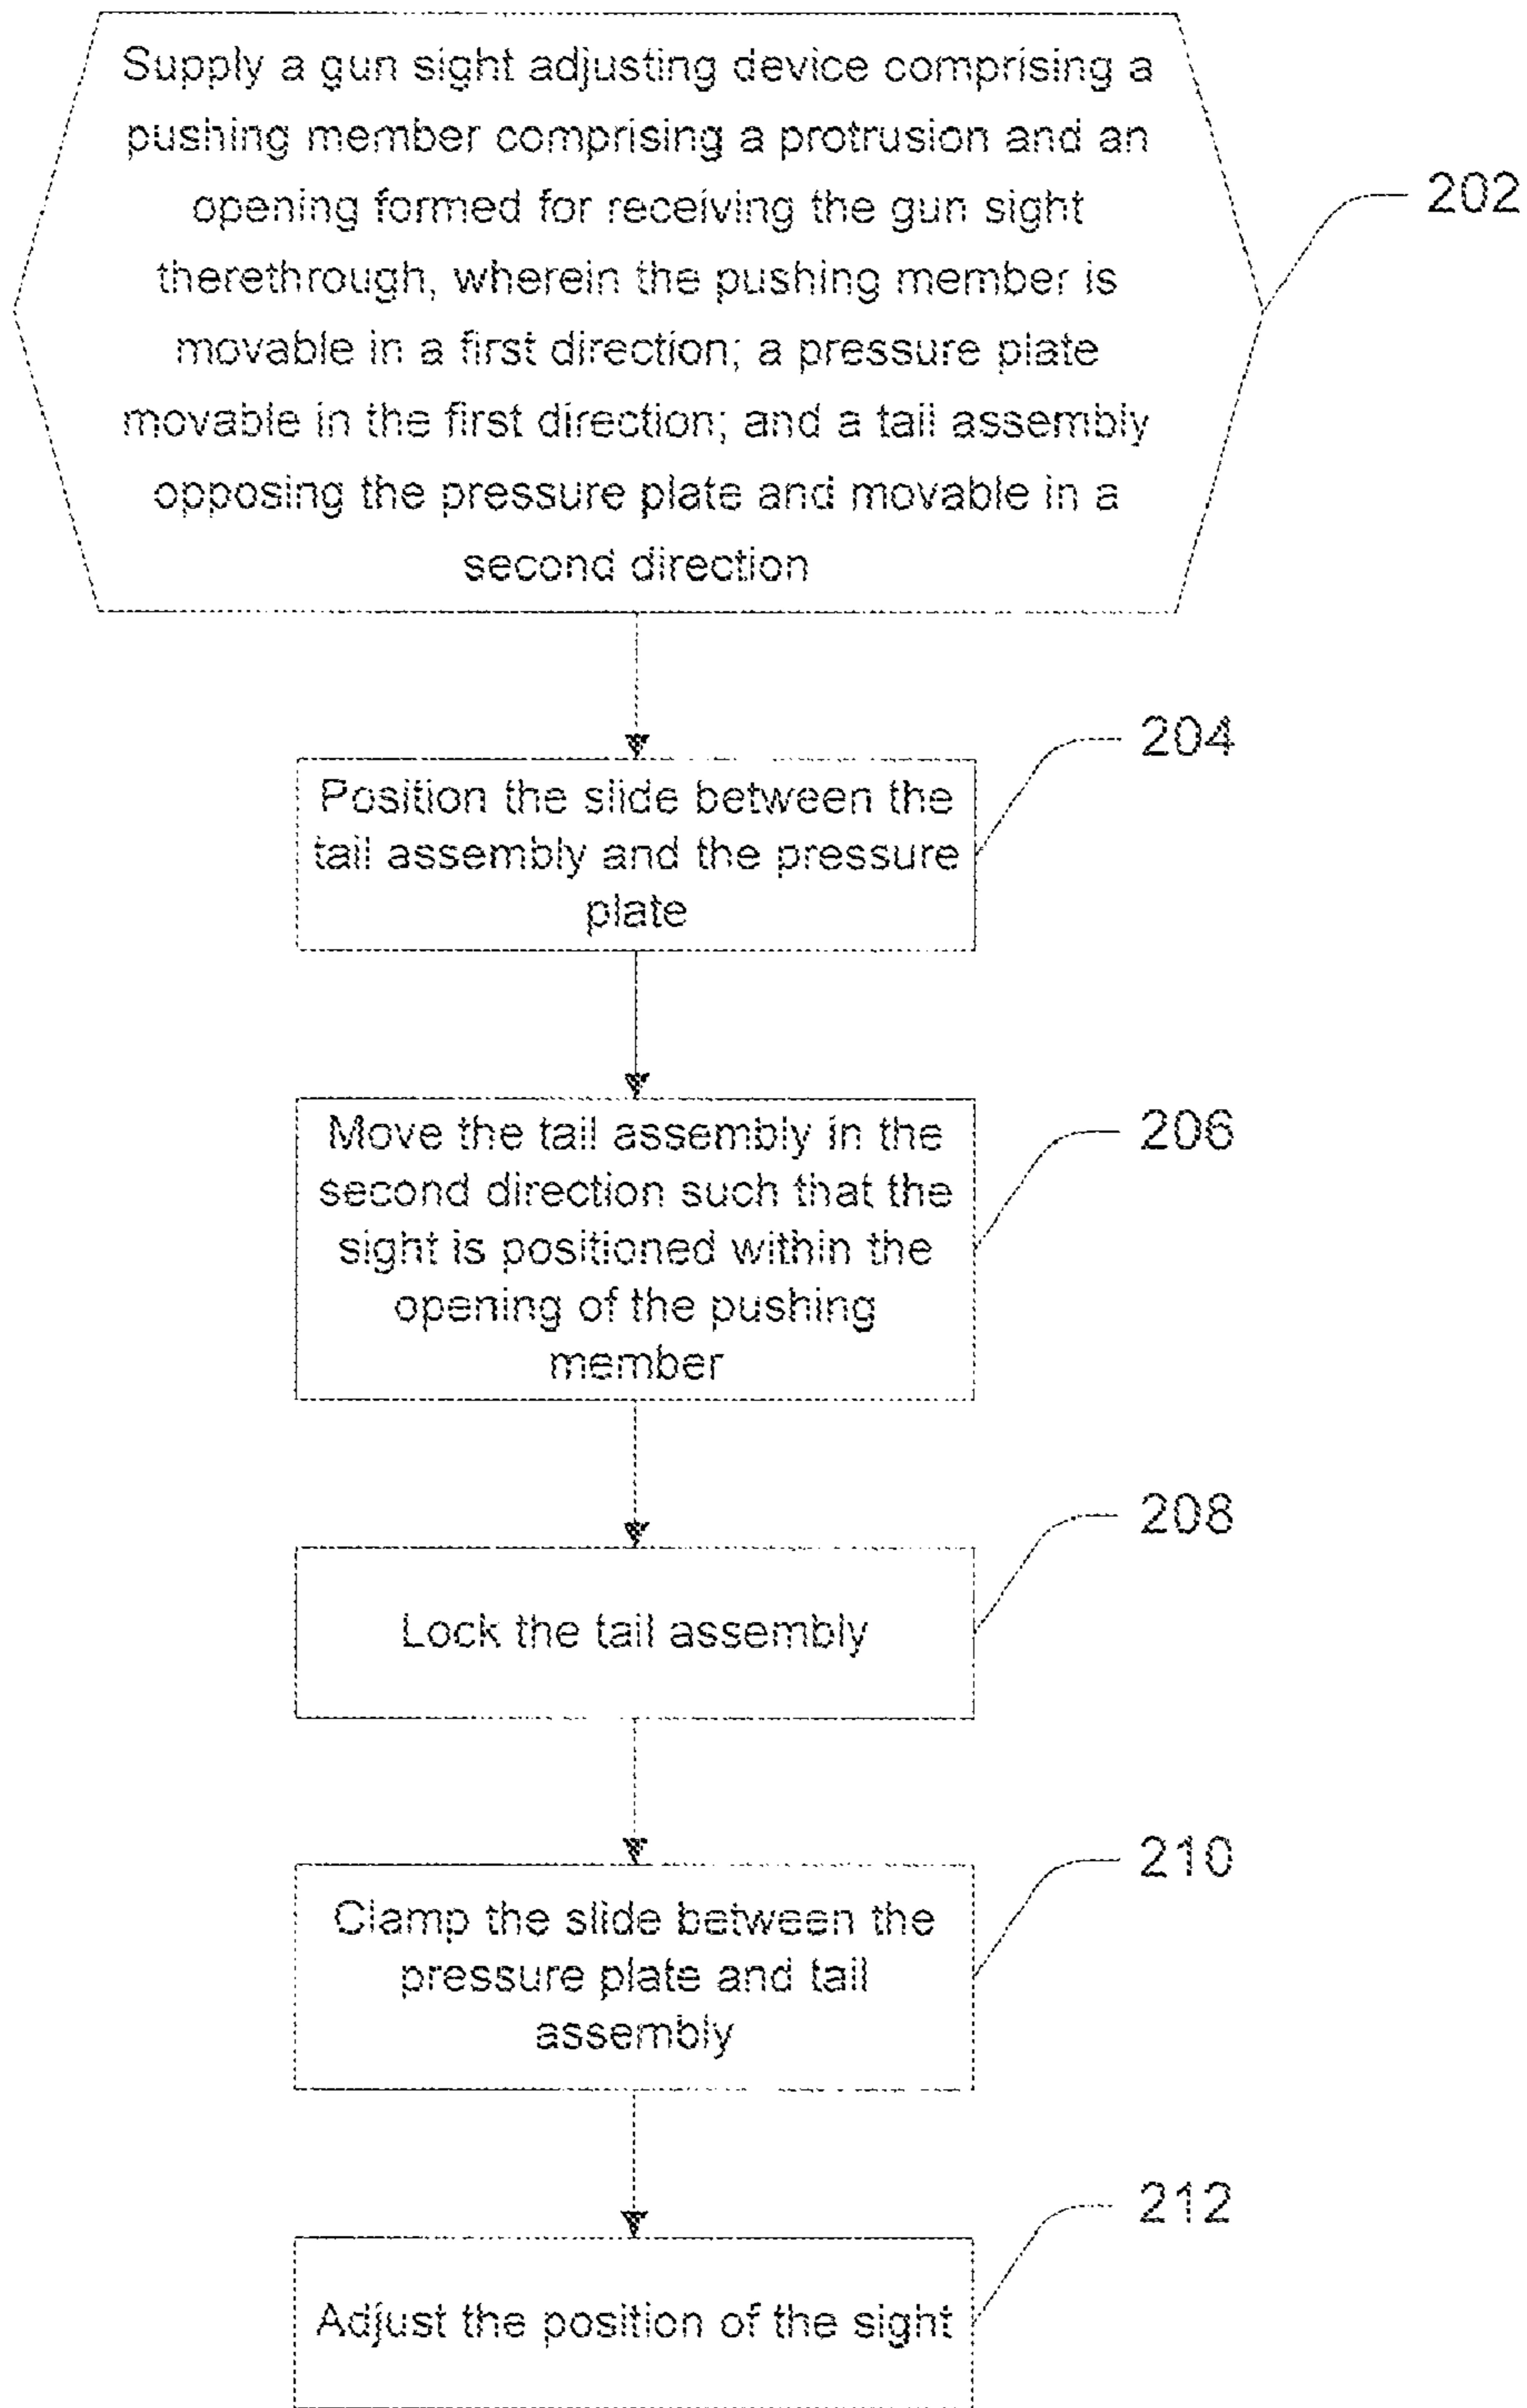 Supply a gun sight adjusting device comprising a
pushing member comprising a protrusion and an
opening formed for receiving the gun sight
therethrough, wherein the pushing member is
movable in a first direction; a pressure plate
movable in the first direction; and a tail assembly
opposing the pressure plate and movable in a
second direction
202
204
Position the slide between the
tail assembly and the pressure
plate
206
Move the tail assembly in the
second direction such that the
sight is positioned within the
opening of the pushing
member
208
Lock the tail assembly
210
Clamp the slide between the
pressure plate and tail
assembly
212
Adjust the position of the sight